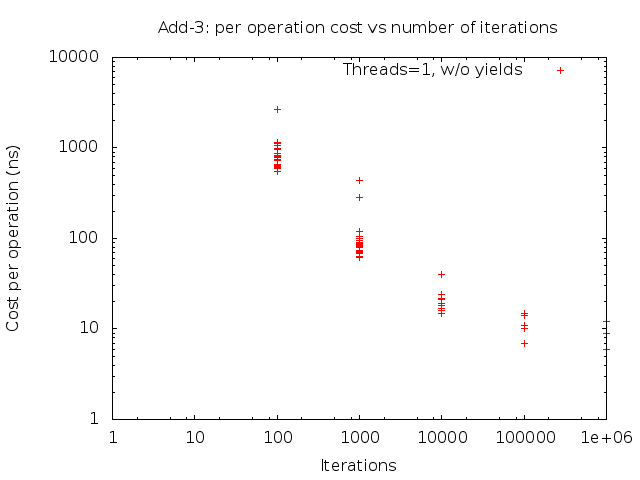 Add-3: per operation cost vs number of iterations
Threads=1, w/o yields
Cost per operation (ns)
10000
1000
100
10
1
1 10 100 1000 10000 100000 1e+06
Iterations